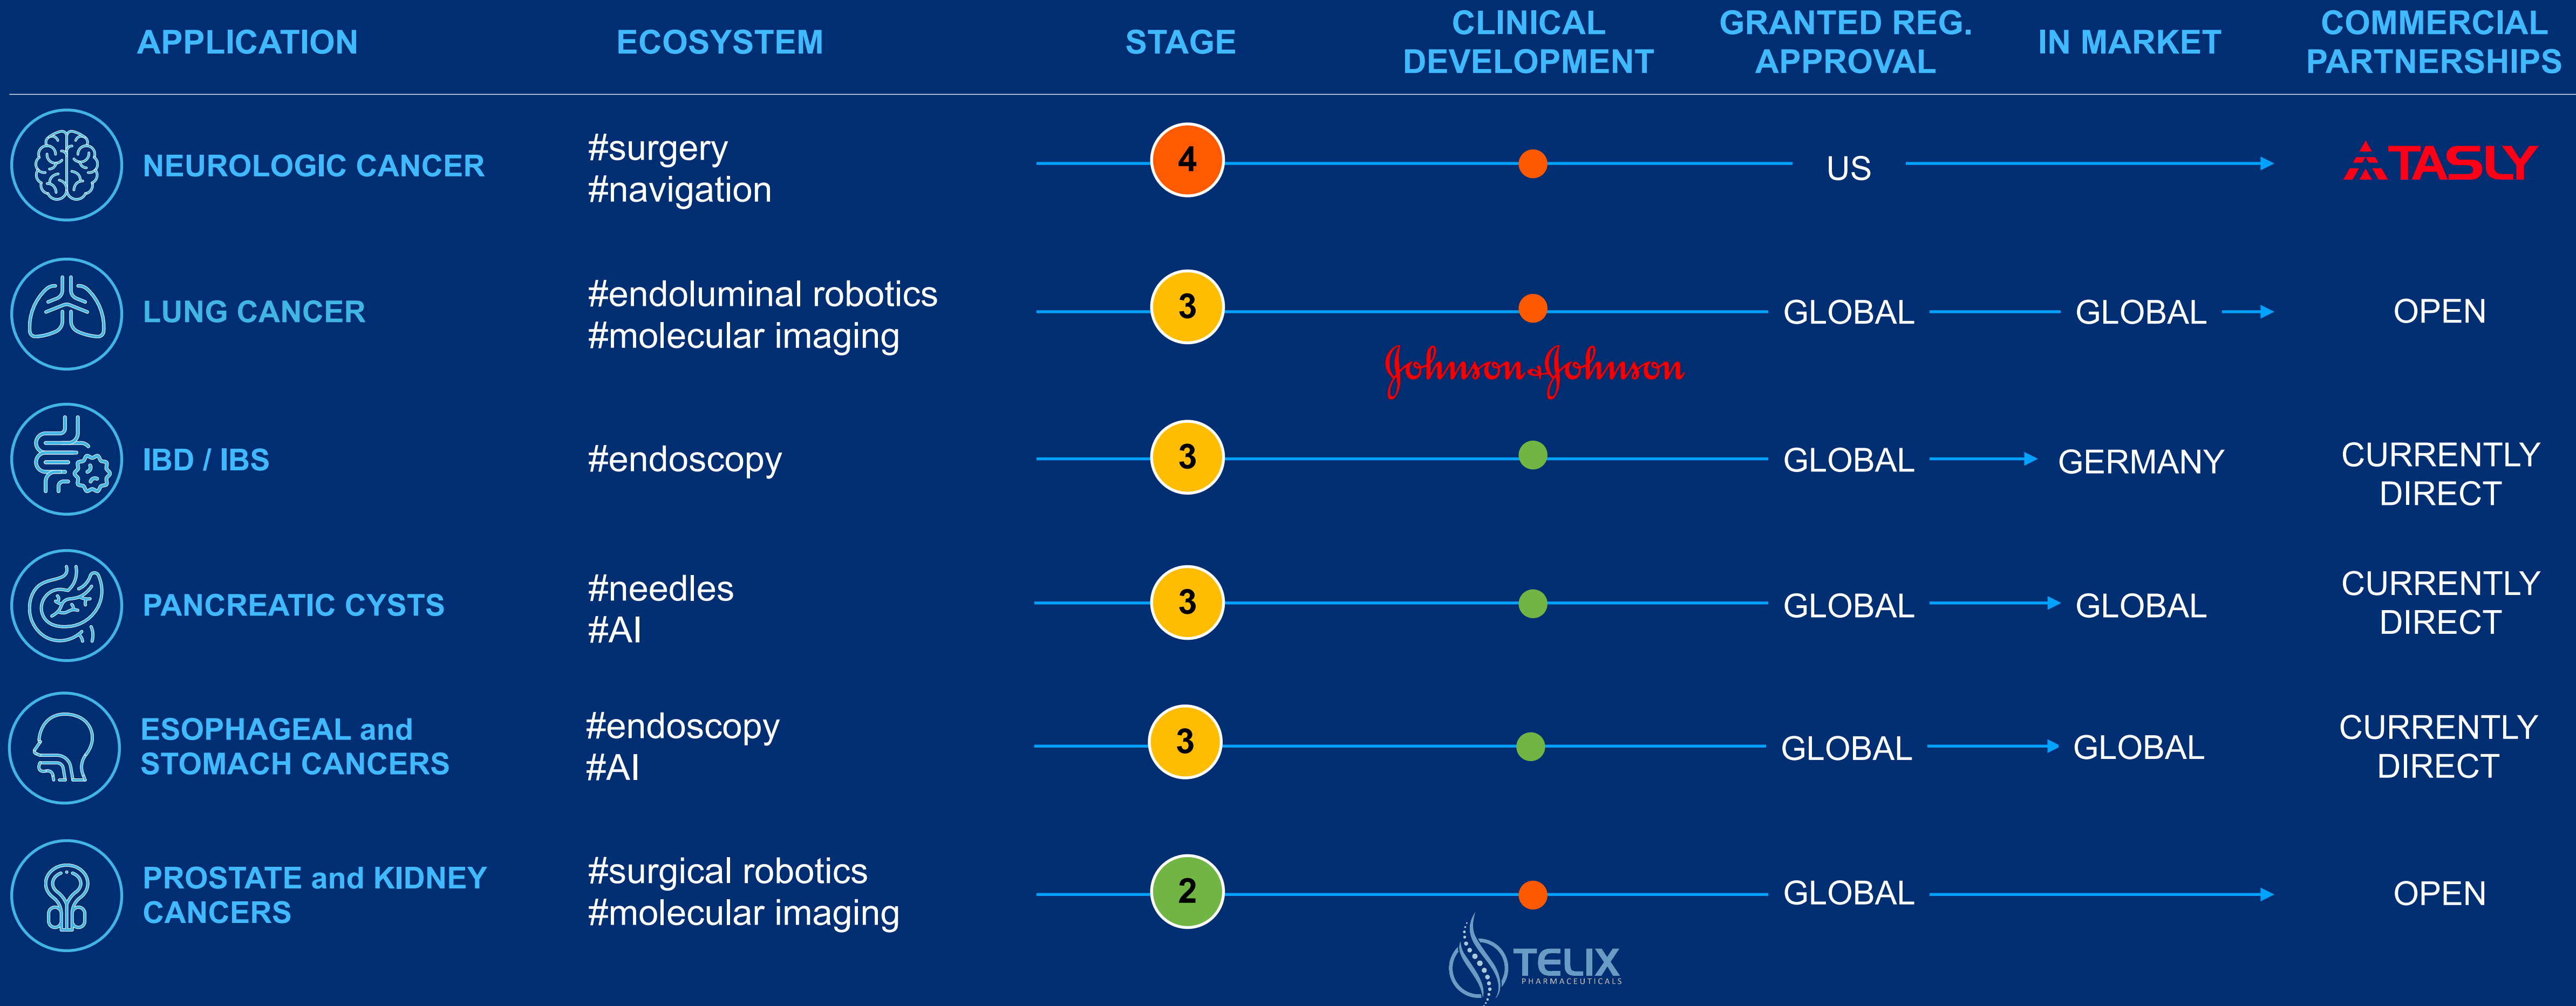 APPLICATION
ECOSYSTEM
STAGE
CLINICAL
DEVELOPMENT
GRANTED REG.
APPROVAL
IN MARKET
COMMERCIAL
PARTNERSHIPS
NEUROLOGIC CANCER
#surgery
#navigation
4
US
TASLY
LUNG CANCER
#endoluminal robotics
#molecular imaging
3
Johnson & Johnson
GLOBAL
GLOBAL
OPEN
IBD / IBS
#endoscopy
3
GLOBAL
GERMANY
CURRENTLY
DIRECT
PANCREATIC CYSTS
#needles
#AI
3
GLOBAL
GLOBAL
CURRENTLY
DIRECT
ESOPHAGEAL and
STOMACH CANCERS
#endoscopy
#AI
3
GLOBAL
GLOBAL
CURRENTLY
DIRECT
PROSTATE and KIDNEY
CANCERS
#surgical robotics
#molecular imaging
2
TELIX
PHARMACEUTICALS
GLOBAL
OPEN